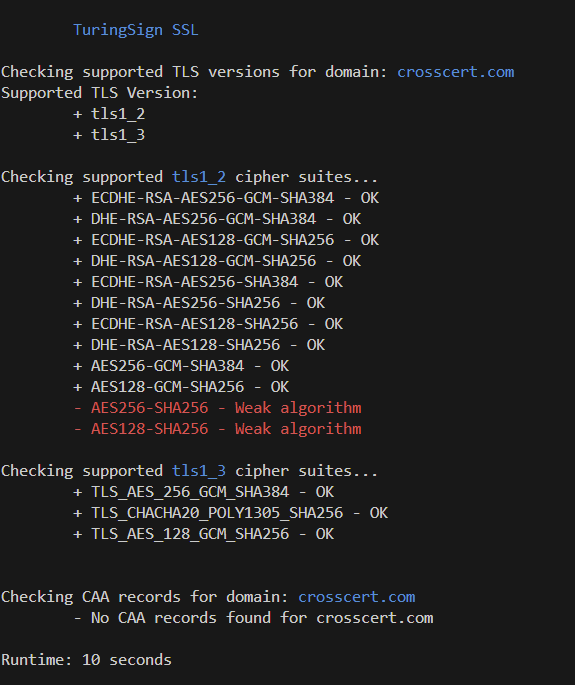 TuringSign SSL
Checking supported TLS versions for domain: crosscert.com
Supported TLS Version:
+ tls1_2
+ tls1_3
Checking supported tls1_2 cipher suites...
+ ECDHE-RSA-AES256-GCM-SHA384 - OK
+ DHE-RSA-AES256-GCM-SHA384 - OK
+ ECDHE-RSA-AES128-GCM-SHA256 - OK
+ DHE-RSA-AES128-GCM-SHA256 - OK
+ ECDHE-RSA-AES256-SHA384 - OK
+ DHE-RSA-AES256-SHA256 - OK
+ ECDHE-RSA-AES128-SHA256 - OK
+ DHE-RSA-AES128-SHA256 - OK
+ AES256-GCM-SHA384 - OK
+ AES128-GCM-SHA256 - OK
- AES256-SHA256 - Weak algorithm
- AES128-SHA256 - Weak algorithm
Checking supported tls1_3 cipher suites...
+ TLS_AES_256_GCM_SHA384 - OK
+ TLS_CHACHA20_POLY1305_SHA256 - OK
+ TLS_AES_128_GCM_SHA256 - OK
Checking CAA records for domain: crosscert.com
- No CAA records found for crosscert.com
Runtime: 10 seconds